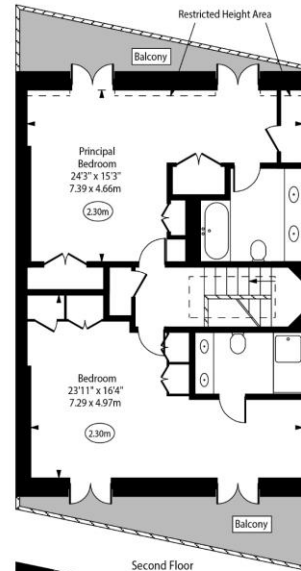 Restricted Height Area
Balcony
Principal
Bedroom
24'3" x 15'3"
7.39 x 4.66m
2.30m
Bedroom
23'11" x 16'4"
7.29 x 4.97m
2.30m
Balcony
Second Floor